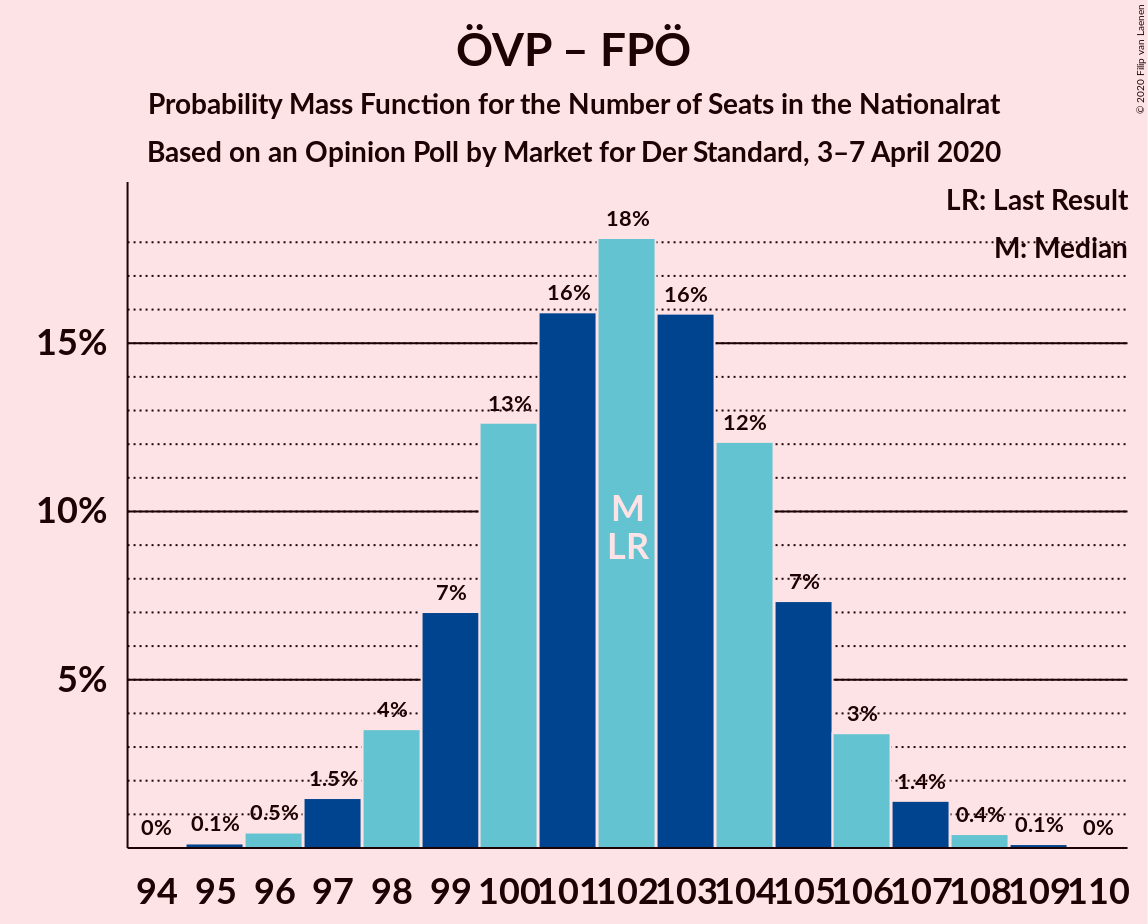 ÖVP – FPÖ
Probability Mass Function for the Number of Seats in the Nationalrat
Based on an Opinion Poll by Market for Der Standard, 3–7 April 2020
© 2020 Filip van Laenen
LR: Last Result
M: Median
18%
16% 16%
15%
13% 12%
M
10%
LR
7% 7%
5%
4% 3%
1.5% 1.4%
0% 0.1% 0.5% 0.4% 0.1% 0%
94 95 96 97 98 99 100 101 102 103 104 105 106 107 108 109 110